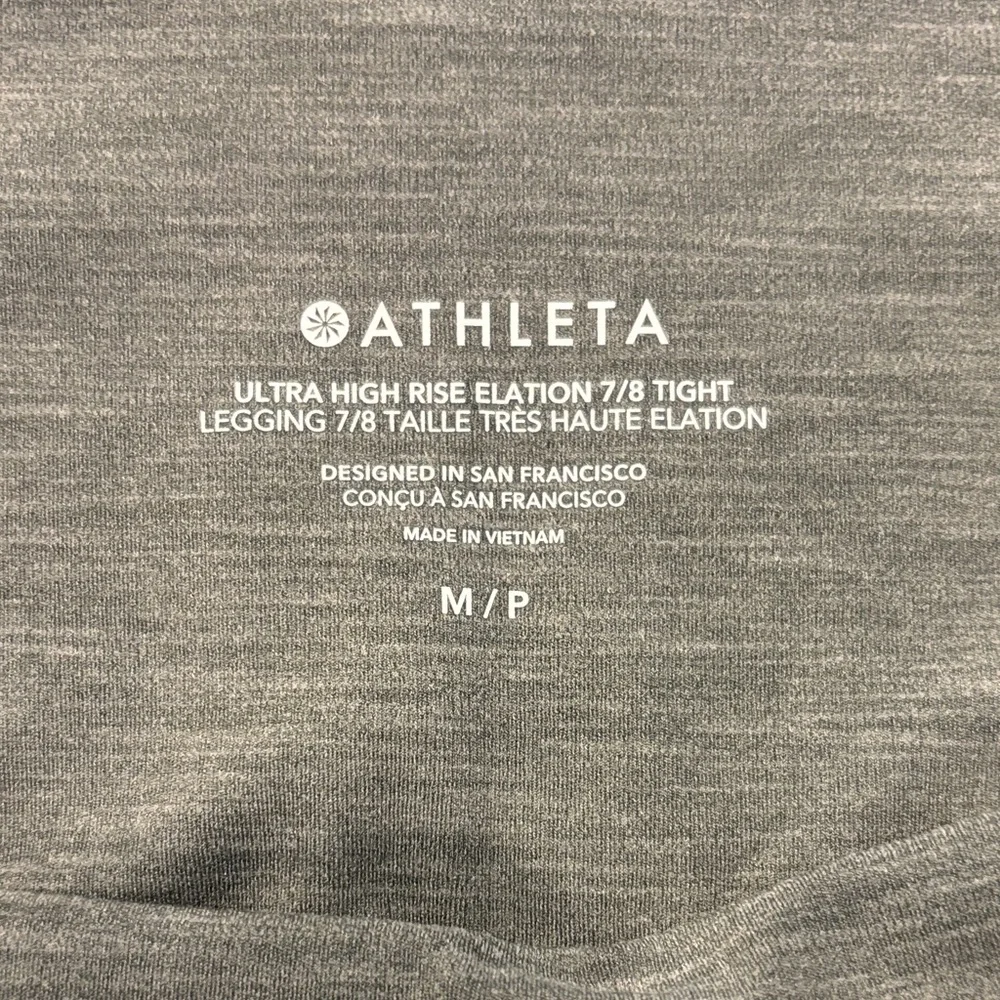 ATHLETA
ULTRA HIGH RISE ELATION 7/8 TIGHT
LEGGING 7/8 TAILLE TRÈS HAUTE ELATION
DESIGNED IN SAN FRANCISCO
CONÇU À SAN FRANCISCO
MADE IN VIETNAM
M / P